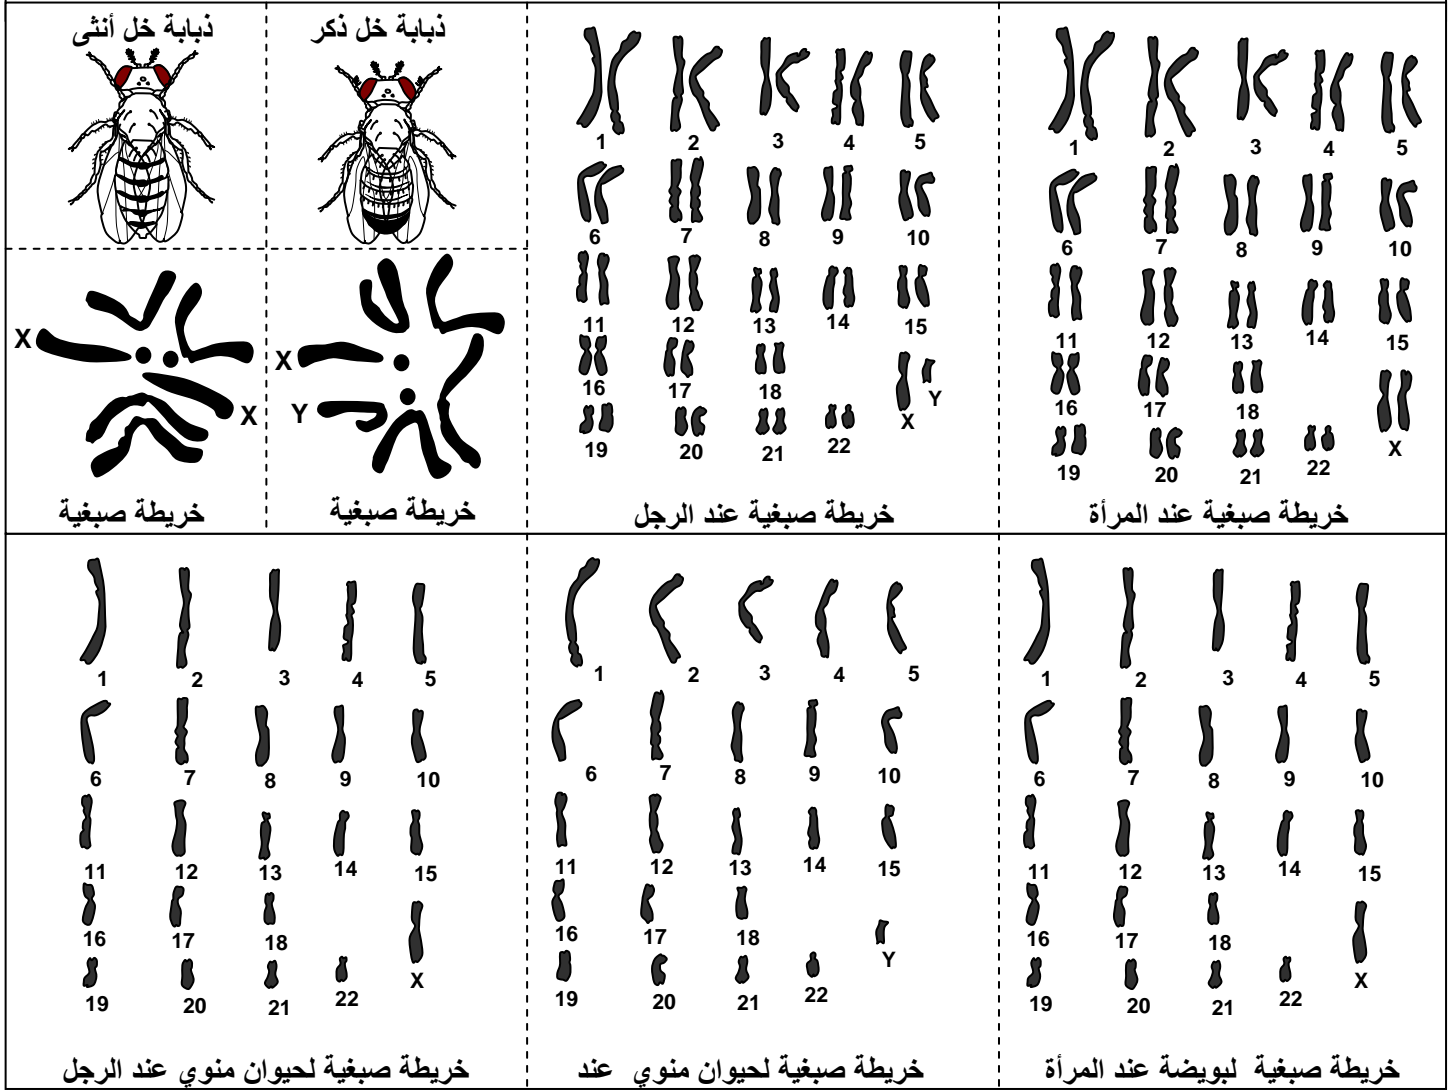 ذبابة خل أنثى
ذبابة خل ذكر
X
X
خريطة صبغية
X
Y
خريطة صبغية
1 2 3 4 5
6 7 8 9 10
11 12 13 14 15
16 17 18 X Y
19 20 21 22
خريطة صبغية عند الرجل
1 2 3 4 5
6 7 8 9 10
11 12 13 14 15
16 17 18 X
19 20 21 22
خريطة صبغية عند المرأة
1 2 3 4 5
6 7 8 9 10
11 12 13 14 15
16 17 18 X
19 20 21 22
خريطة صبغية لحيوان منوي عند الرجل
1 2 3 4 5
6 7 8 9 10
11 12 13 14 15
16 17 18 Y
19 20 21 22
خريطة صبغية لحيوان منوي عند
1 2 3 4 5
6 7 8 9 10
11 12 13 14 15
16 17 18 X
19 20 21 22
خريطة صبغية لبويضة عند المرأة